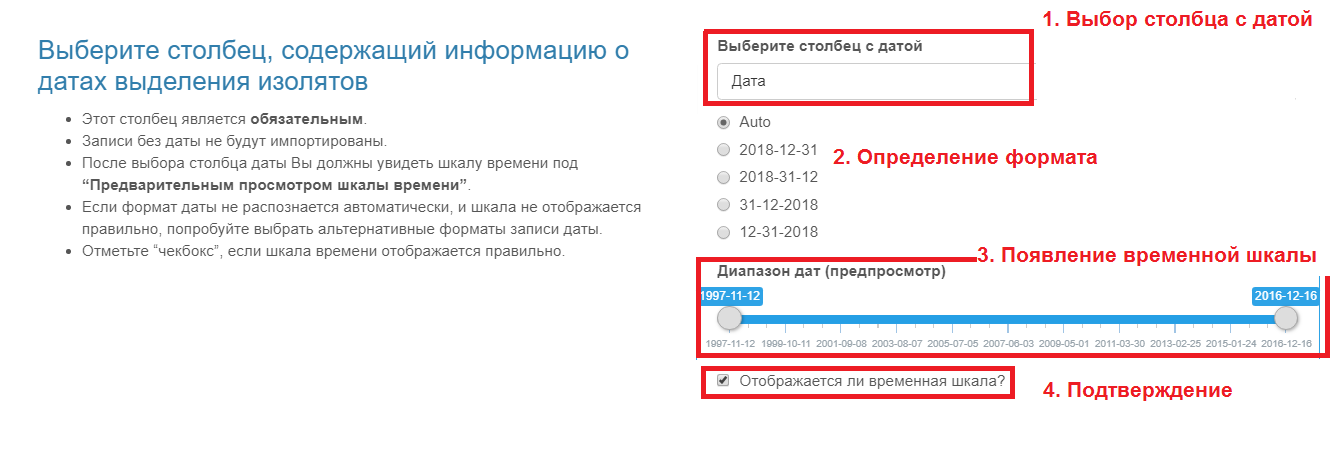 Выберите столбец, содержащий информацию о
датах выделения изолятов
Этот столбец является обязательным.
Записи без даты не будут импортированы.
После выбора столбца даты Вы должны увидеть шкалу времени под
“Предварительным просмотром шкалы времени”.
Если формат даты не распознается автоматически, и шкала не отображается
правильно, попробуйте выбрать альтернативные форматы записи даты.
Отметьте “чекбокс”, если шкала времени отображается правильно.
1. Выбор столбца с датой
Выберите столбец с датой
Дата
Auto
2018-12-31
2. Определение формата
2018-31-12
31-12-2018
12-31-2018
3. Появление временной шкалы
Диапазон дат (предпросмотр)
1997-11-12 2016-12-16
1997-11-12 1999-10-11 2001-09-08 2003-08-07 2005-07-05 2007-06-03 2009-05-01 2011-03-30 2013-02-25 2015-01-24 2016-12-16
Отображается ли временная шкала?
4. Подтверждение